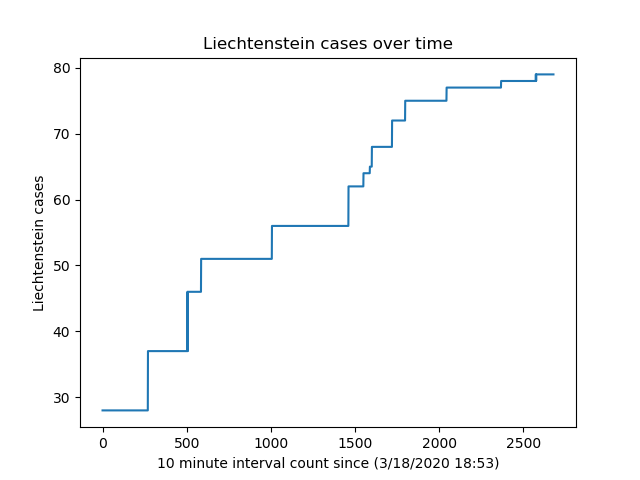 Liechtenstein cases over time
Liechtenstein cases
80
70
60
50
40
30
0 500 1000 1500 2000 2500
10 minute interval count since (3/18/2020 18:53)